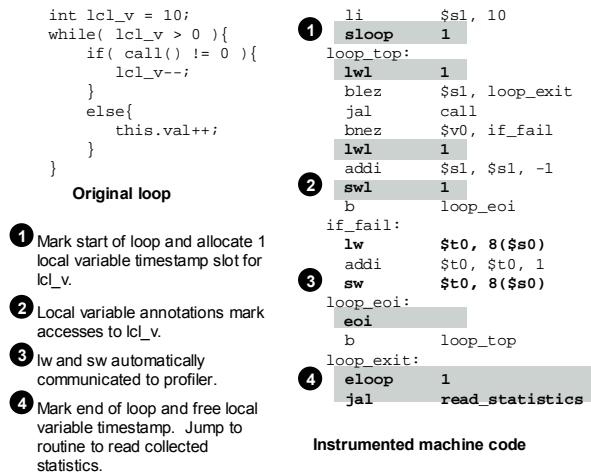 int lcl_v = 10;
while( lcl_v > 0 ){
if( call() != 0 ){
lcl_v--;
}
else{
this.val++;
}
}
Original loop
1 Mark start of loop and allocate 1
local variable timestamp slot for
lcl_v.
2 Local variable annotations mark
accesses to lcl_v.
3 lw and sw automatically
communicated to profiler.
4 Mark end of loop and free local
variable timestamp. Jump to
routine to read collected
statistics.
li $s1, 10
1 sloop 1
loop_top:
lwl 1
blez $s1, loop_exit
jal call
bnez $v0, if_fail
lwl 1
addi $s1, $s1, -1
2 swl 1
b loop_eoi
if_fail:
lw $t0, 8($s0)
addi $t0, $t0, 1
3 sw $t0, 8($s0)
loop_eoi:
eoi
b loop_top
loop_exit:
4 eloop 1
jal read_statistics
Instrumented machine code